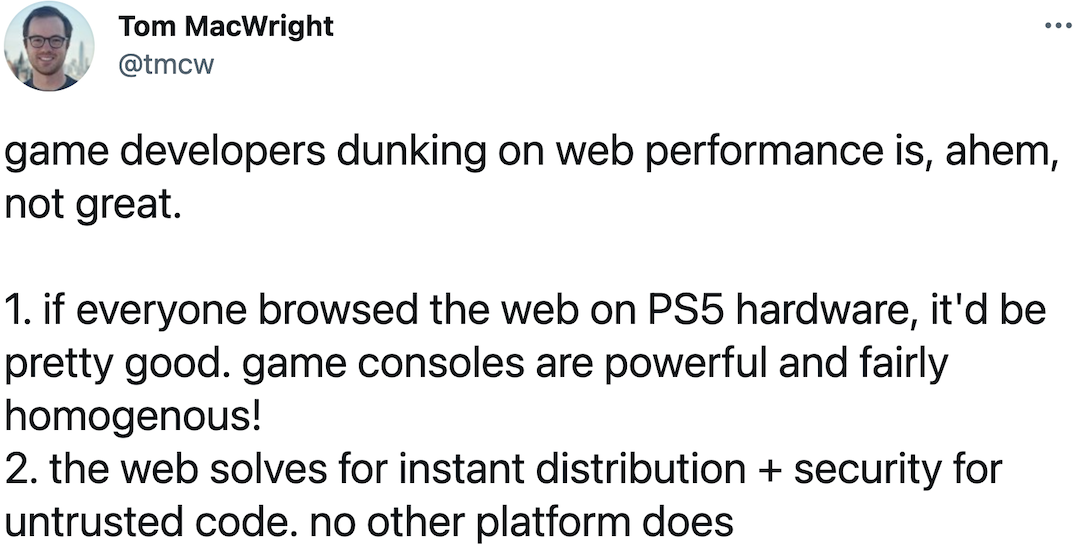 Tom MacWright
@tmcw
game developers dunking on web performance is, ahem,
not great.
1. if everyone browsed the web on PS5 hardware, it'd be
pretty good. game consoles are powerful and fairly
homogenous!
2. the web solves for instant distribution + security for
untrusted code. no other platform does